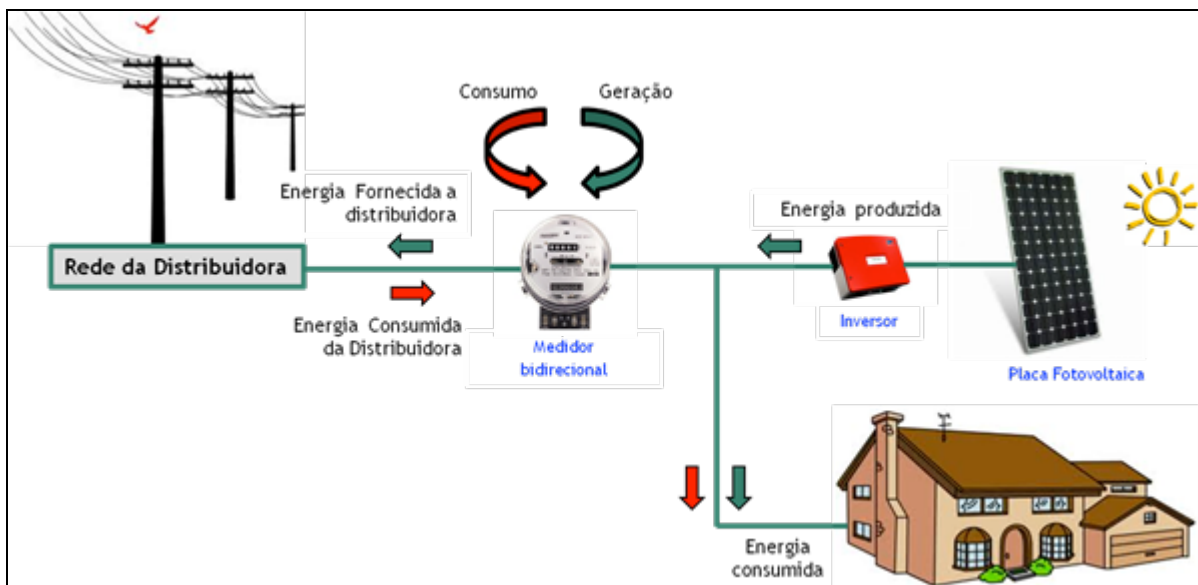 Consumo
Geração
Energia Fornecida a
distribuidora
Energia produzida
Rede da Distribuidora
Energia Consumida
da Distribuidora
Medidor
bidirecional
Inversor
Placa Fotovoltaica
Energia
consumida